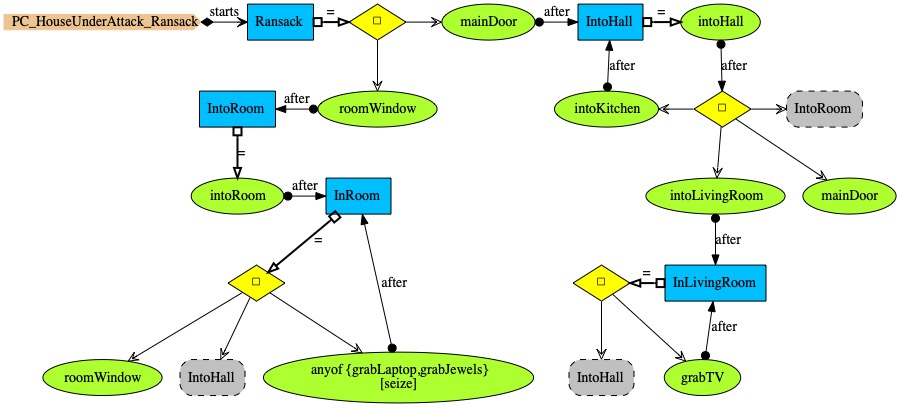 PC_HouseUnderAttack_Ransack
starts
Ransack
=
mainDoor
after
IntoHall
=
intoHall
after
after
IntoRoom
after
roomWindow
intoKitchen
IntoRoom
=
intoRoom
after
InRoom
intoLivingRoom
mainDoor
=
after
after
=
InLivingRoom
after
roomWindow
IntoHall
anyof {grabLaptop,grabJewels}
[seize]
IntoHall
grabTV